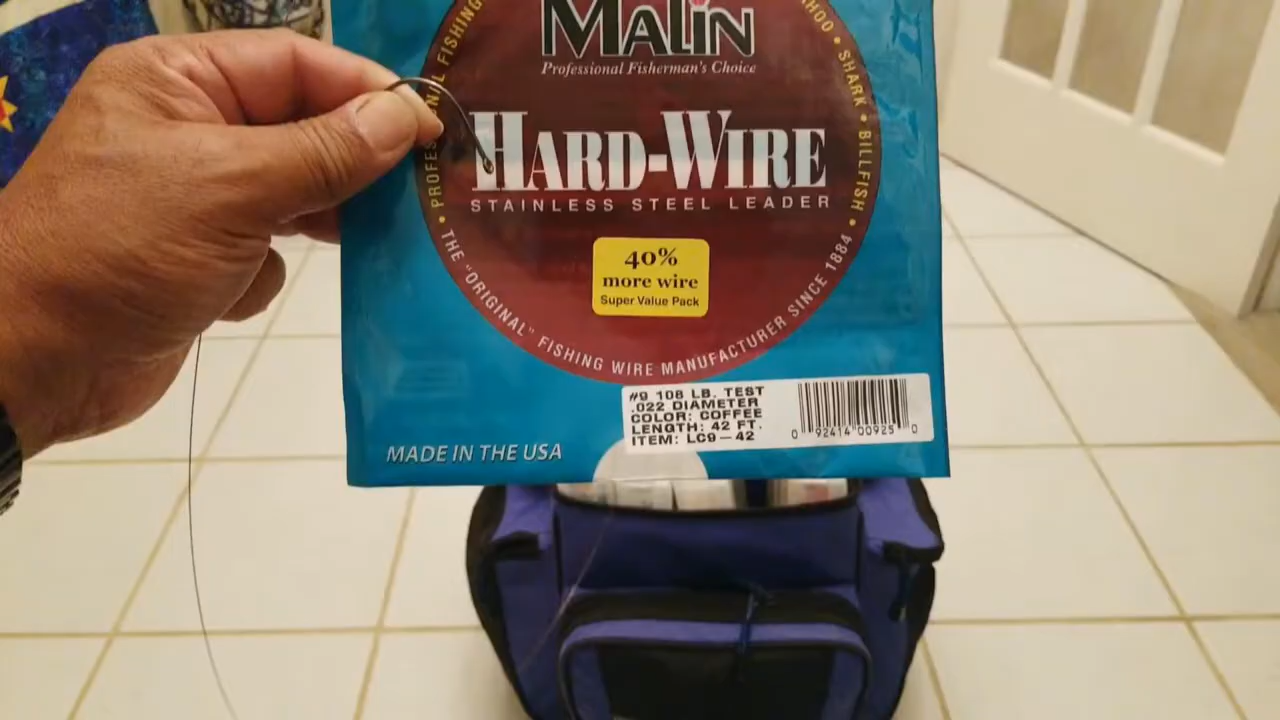 MALIN
Professional Fisherman's Choice
HARD-WIRE
STAINLESS STEEL LEADER
40%
more wire
Super Value Pack
FISHING
• SHARK • BILLFISH •
• THE "ORIGINAL" FISHING WIRE MANUFACTURER SINCE 1884
#9 108 LB. TEST
.022 DIAMETER
COLOR: COFFEE
LENGTH: 42 FT.
ITEM: LC9-42
0 92414 00925 0
MADE IN THE USA